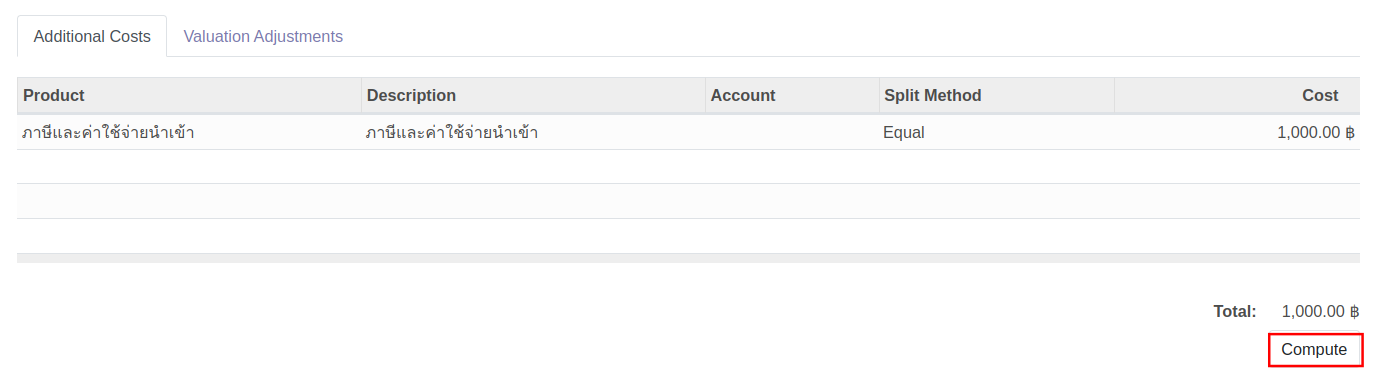 Additional Costs Valuation Adjustments
Product Description Account Split Method Cost
ภาษีและค่าใช้จ่ายนำเข้า ภาษีและค่าใช้จ่ายนำเข้า Equal 1,000.00 ฿
Total: 1,000.00 ฿
Compute